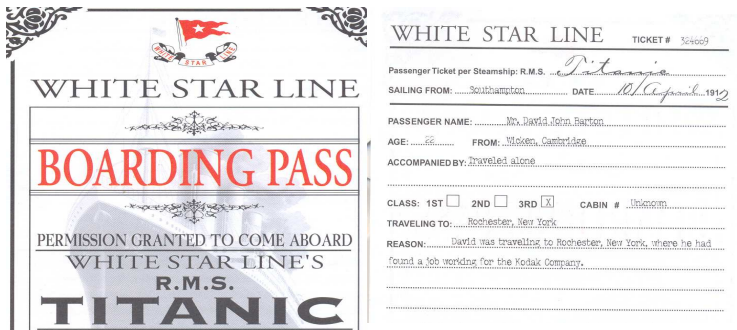 WHITE STAR LINE
WHITE STAR LINE
BOARDING PASS
PERMISSION GRANTED TO COME ABOARD
WHITE STAR LINE'S
R.M.S.
TITANIC
WHITE STAR LINE TICKET # 324669
Passenger Ticket per Steamship: R.M.S. Titanic
SAILING FROM: Southampton DATE 10/April 1912
PASSENGER NAME: Mr. David John Barton
AGE: 22 FROM: Wicken, Cambridge
ACCOMPANIED BY: Traveled alone
CLASS: 1ST 2ND 3RD X CABIN # Unknown
TRAVELING TO: Rochester, New York
REASON: David was traveling to Rochester, New York, where he had
found a job working for the Kodak Company.